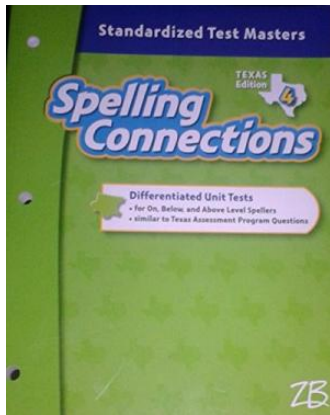 Standardized Test Masters
TEXAS
Edition
4
Spelling
Connections
Differentiated Unit Tests
• for On, Below, and Above Level Spellers
• similar to Texas Assessment Program Questions
ZB